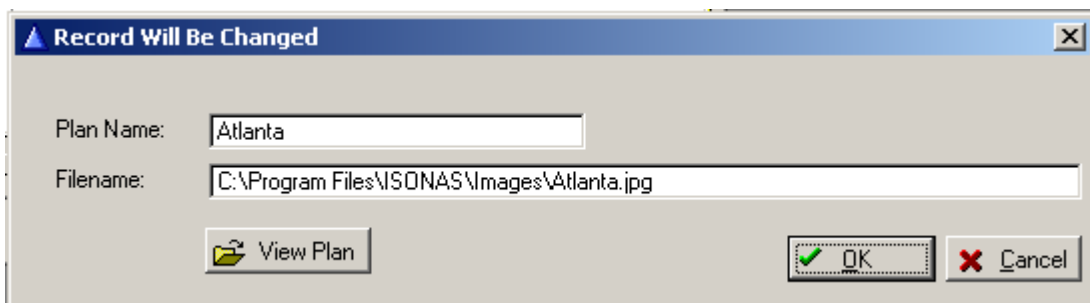 Record Will Be Changed
Plan Name: Atlanta
Filename: C:\Program Files\ISONAS\Images\Atlanta.jpg
View Plan OK Cancel